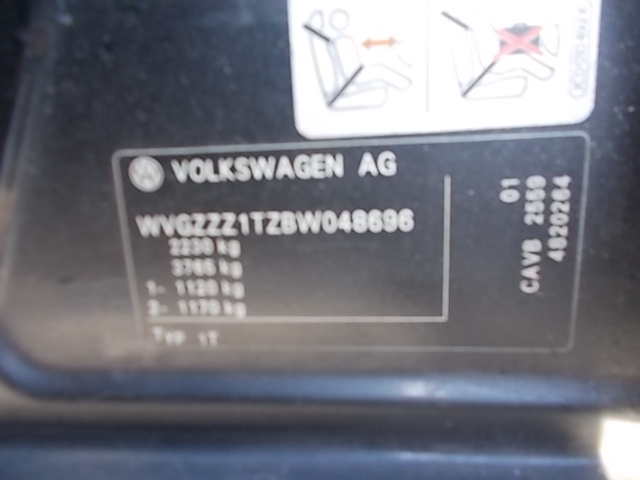 VOLKSWAGEN AG
WVGZZZ1TZBW048696
2230 kg
3765 kg
1- 1120 kg
2- 1170 kg
TYP 1T
01
CAVB 2559
4820264